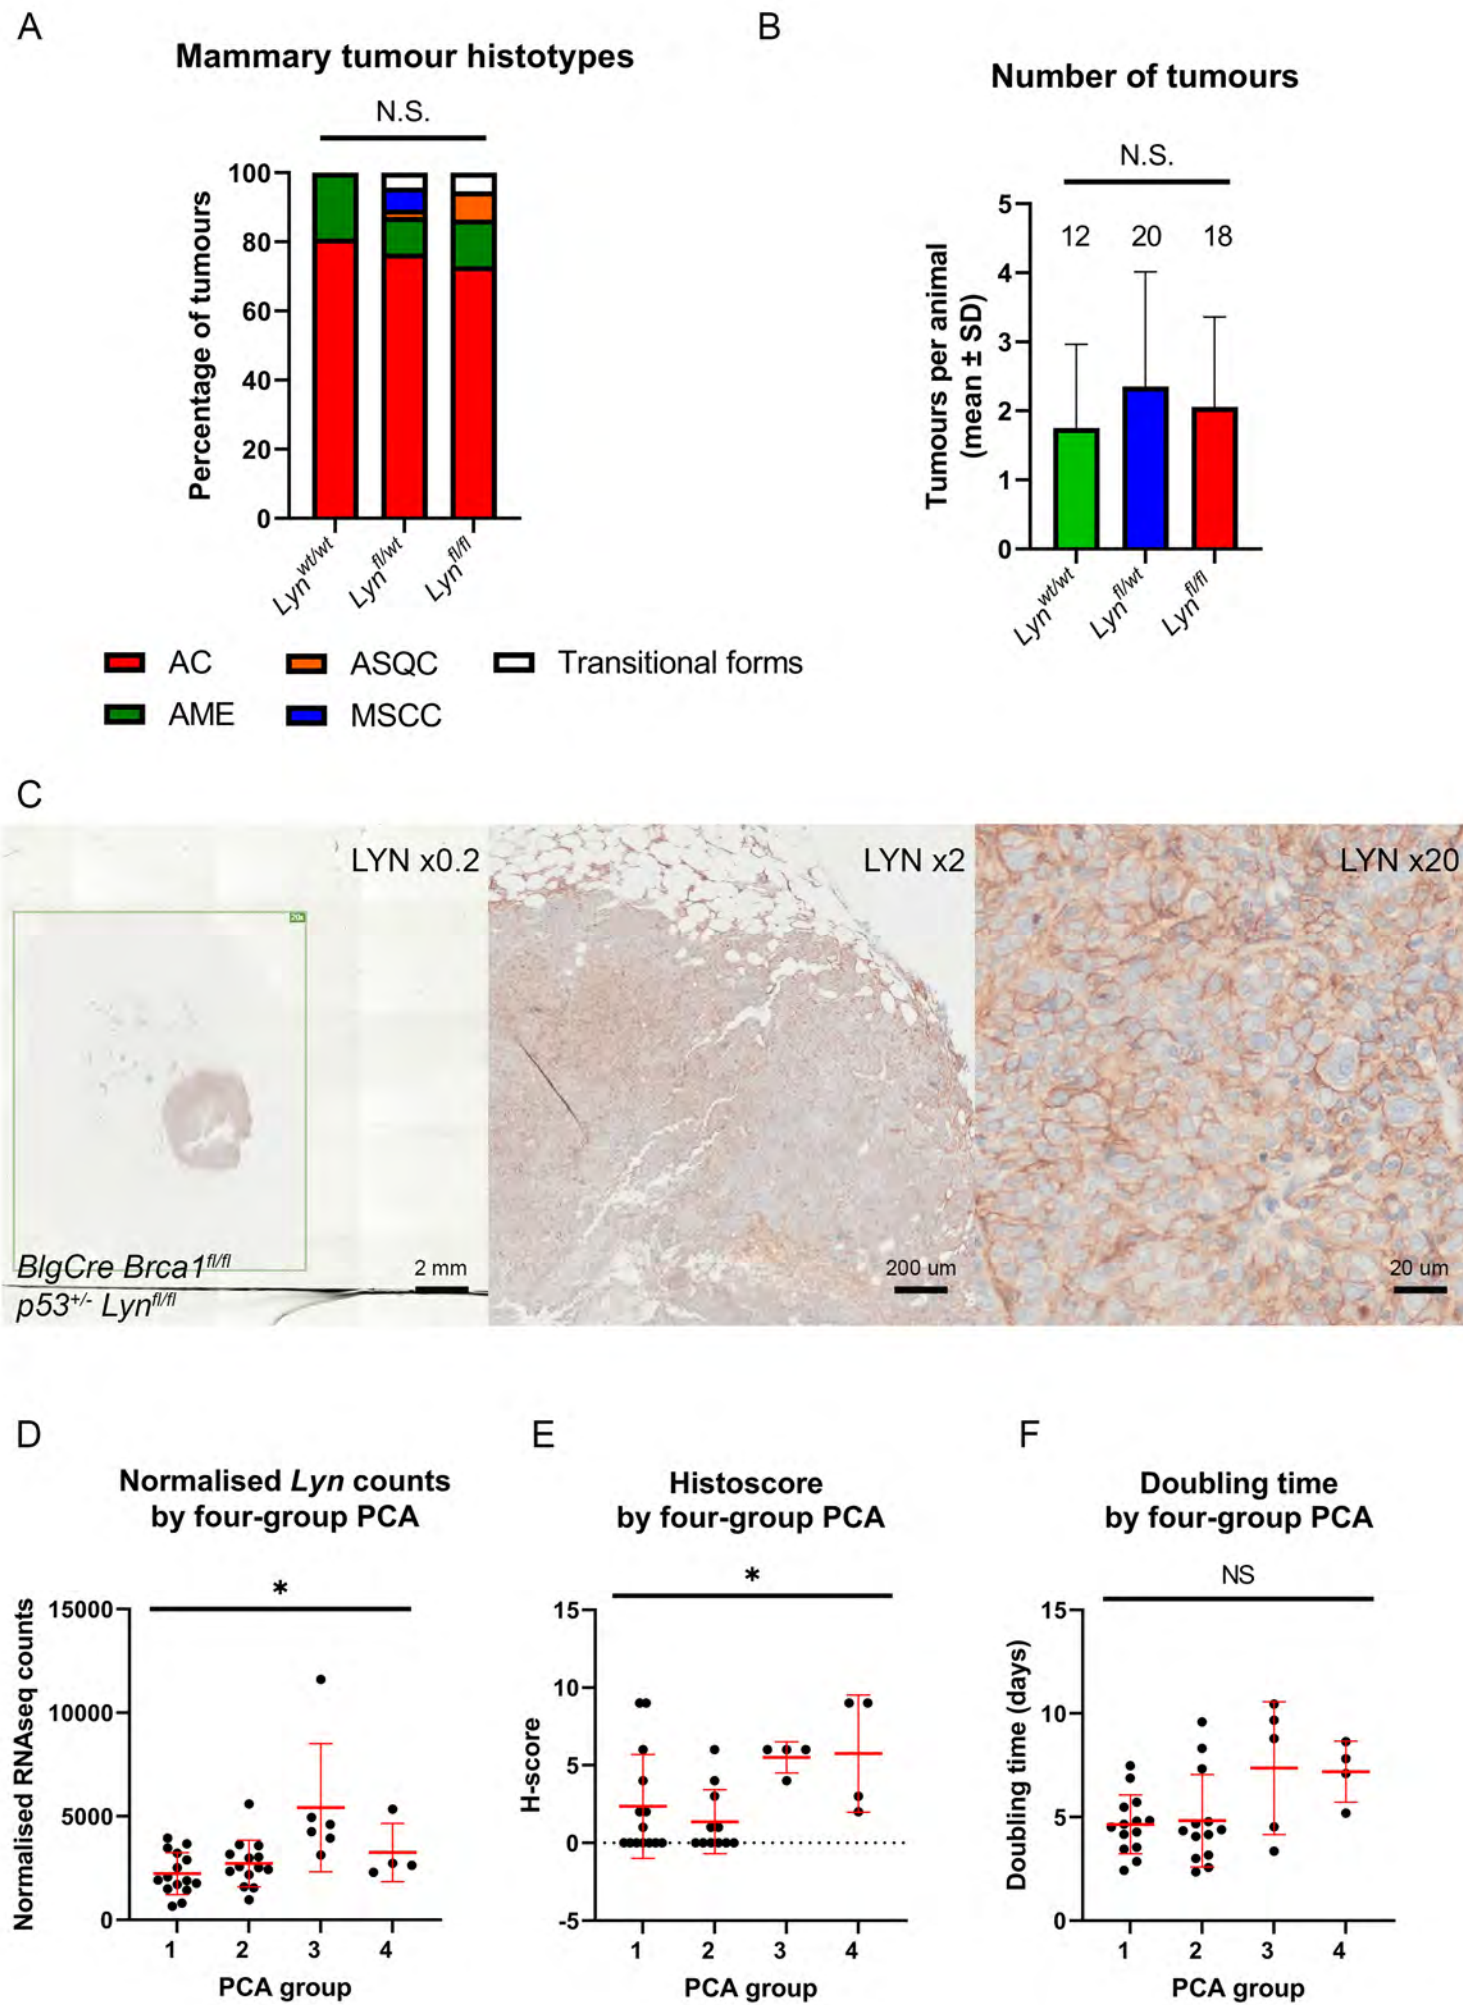 A
Mammary tumour histotypes
N.S.
Percentage of tumours
100
80
60
40
20
0
Lyn^wt/wt
Lyn^fl/wt
Lyn^fl/fl
AC
ASQC
Transitional forms
AME
MSCC
B
Number of tumours
N.S.
Tumours per animal
(mean ± SD)
5
4
3
2
1
0
12 20 18
Lyn^wt/wt
Lyn^fl/wt
Lyn^fl/fl
C
LYN x0.2
20x
BlgCre Brca1^fl/fl
p53^+/- Lyn^fl/fl
2 mm
LYN x2
200 um
LYN x20
20 um
D
Normalised Lyn counts
by four-group PCA
*
Normalised RNAseq counts
15000
10000
5000
0
1 2 3 4
PCA group
E
Histoscore
by four-group PCA
*
H-score
15
10
5
0
-5
1 2 3 4
PCA group
F
Doubling time
by four-group PCA
NS
Doubling time (days)
15
10
5
0
1 2 3 4
PCA group